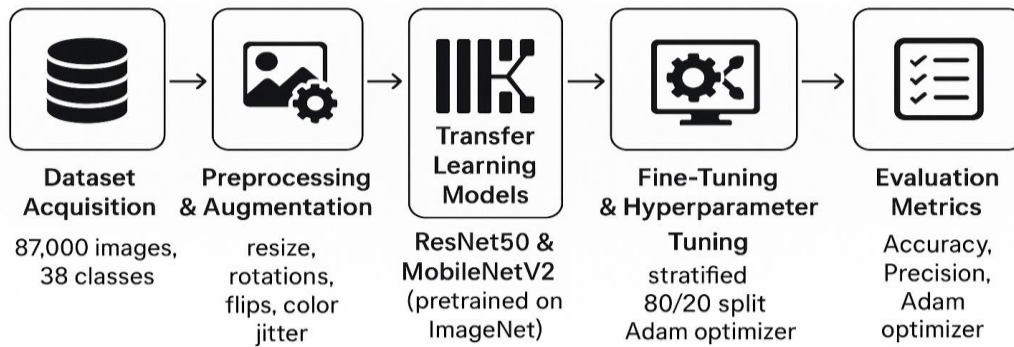 Dataset
Acquisition
87,000 images,
38 classes
Preprocessing
& Augmentation
resize,
rotations,
flips, color
jitter
Transfer
Learning
Models
ResNet50 &
MobileNetV2
(pretrained on
ImageNet)
Fine-Tuning
& Hyperparameter
Tuning
stratified
80/20 split
Adam optimizer
Evaluation
Metrics
Accuracy,
Precision,
Adam
optimizer